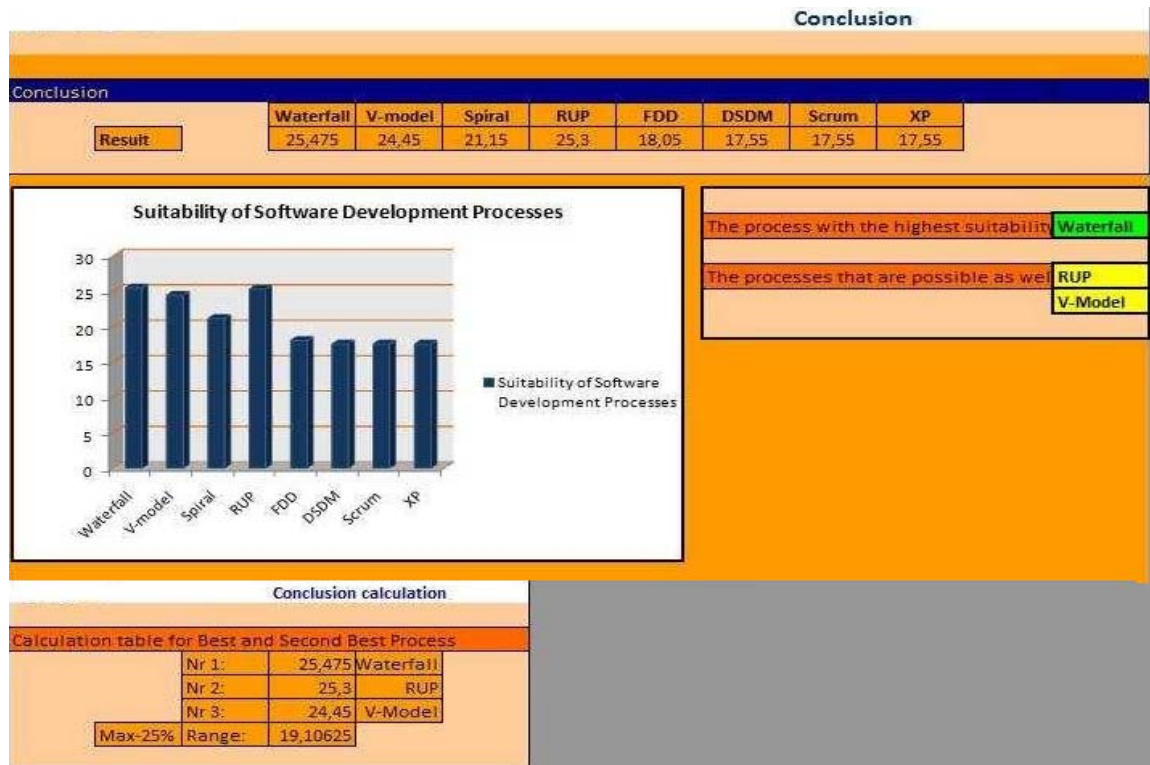 Conclusion
Conclusion
Waterfall V-model Spiral RUP FDD DSDM Scrum XP
Result 25,475 24,45 21,15 25,3 18,05 17,55 17,55 17,55
Suitability of Software Development Processes
30
25
20
15
10
5
0
Waterfall V-model Spiral RUP FDD DSDM Scrum XP
Suitability of Software
Development Processes
The process with the highest suitability Waterfall
The processes that are possible as wel RUP
V-Model
Conclusion calculation
Calculation table for Best and Second Best Process
Nr 1: 25,475 Waterfall
Nr 2: 25,3 RUP
Nr 3: 24,45 V-Model
Max-25% Range: 19,10625